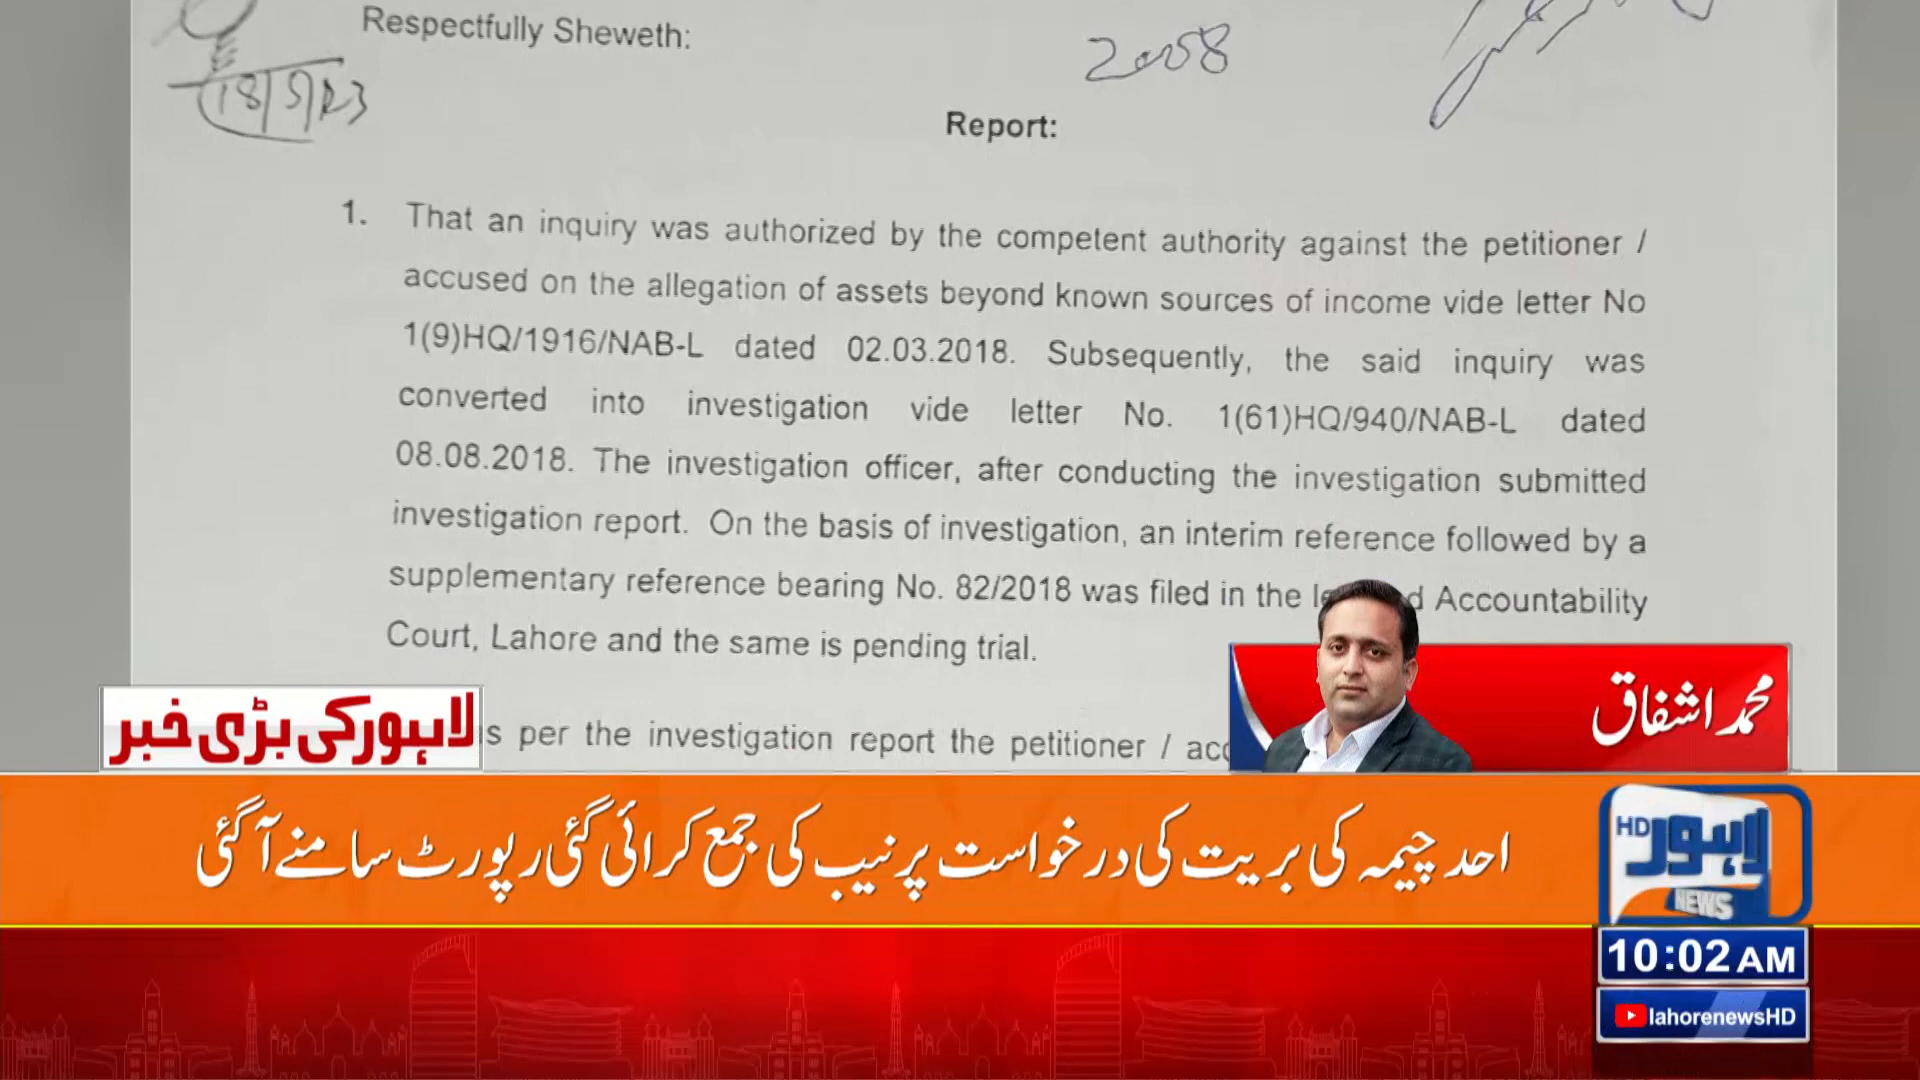 Respectfully Sheweth:
2008
18/5/23
Report:
1. That an inquiry was authorized by the competent authority against the petitioner /
accused on the allegation of assets beyond known sources of income vide letter No
1(9)HQ/1916/NAB-L dated 02.03.2018. Subsequently, the said inquiry was
converted into investigation vide letter No. 1(61)HQ/940/NAB-L dated
08.08.2018. The investigation officer, after conducting the investigation submitted
investigation report. On the basis of investigation, an interim reference followed by a
supplementary reference bearing No. 82/2018 was filed in the Accountability
Court, Lahore and the same is pending trial.
per the investigation report the petitioner /
محمد اشفاق
لاہور کی بڑی خبر
احد چیمہ کی بریت کی درخواست پر نیب کی جمع کرائی گئی رپورٹ سامنے آ گئی
لاہور HD
NEWS
10:02 AM
lahorenewsHD